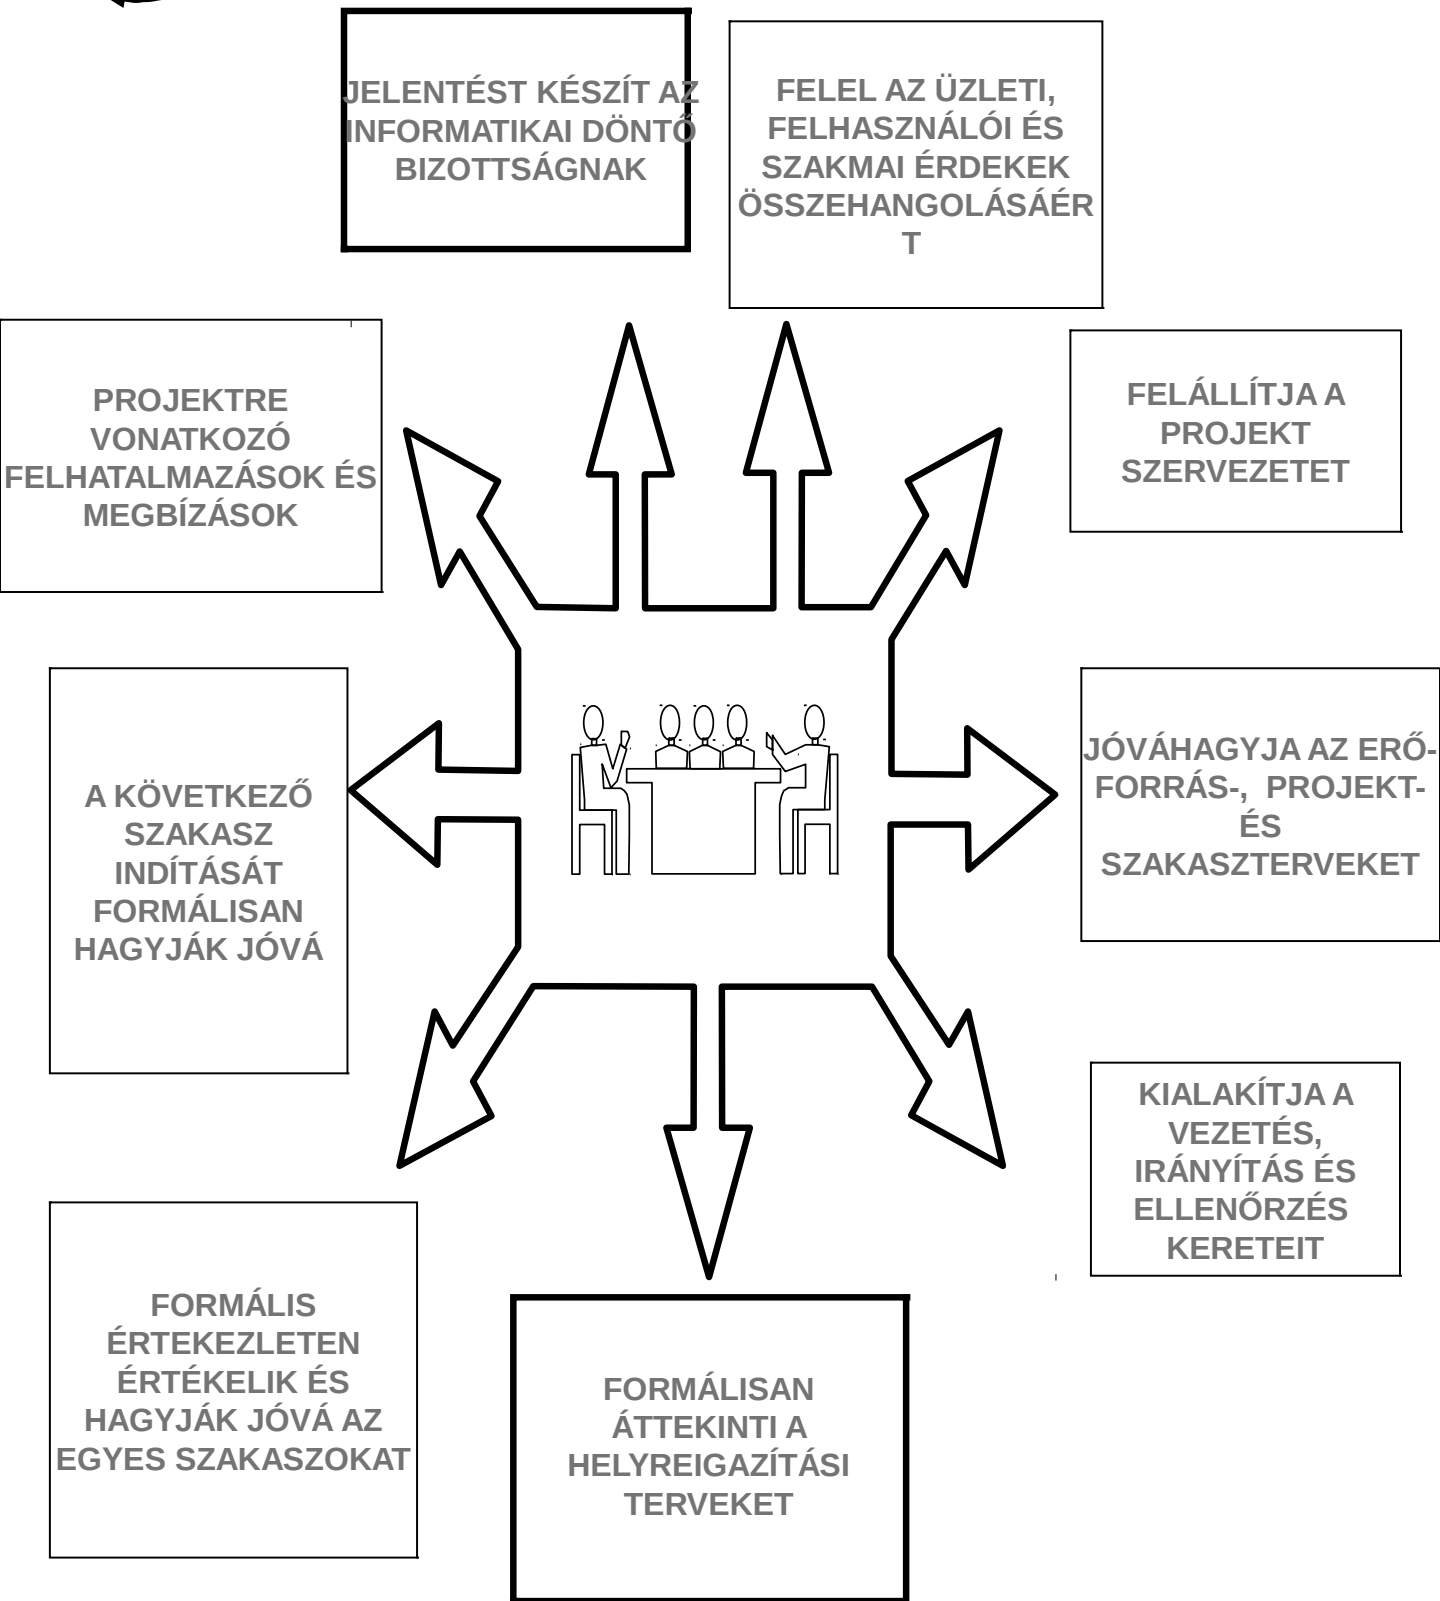 JELENTÉST KÉSZÍT AZ
INFORMATIKAI DÖNTŐ
BIZOTTSÁGNAK
FELEL AZ ÜZLETI,
FELHASZNÁLÓI ÉS
SZAKMAI ÉRDEKEK
ÖSSZEHANGOLÁSÁÉR
T
PROJEKTRE
VONATKOZÓ
FELHATALMAZÁSOK ÉS
MEGBÍZÁSOK
FELÁLLÍTJA A
PROJEKT
SZERVEZETET
A KÖVETKEZŐ
SZAKASZ
INDÍTÁSÁT
FORMÁLISAN
HAGYJÁK JÓVÁ
JÓVÁHAGYJA AZ ERŐ-
FORRÁS-, PROJEKT-
ÉS
SZAKASZTERVEKET
KIALAKÍTJA A
VEZETÉS,
IRÁNYÍTÁS ÉS
ELLENŐRZÉS
KERETEIT
FORMÁLIS
ÉRTEKEZLETEN
ÉRTÉKELIK ÉS
HAGYJÁK JÓVÁ AZ
EGYES SZAKASZOKAT
FORMÁLISAN
ÁTTEKINTI A
HELYREIGAZÍTÁSI
TERVEKET